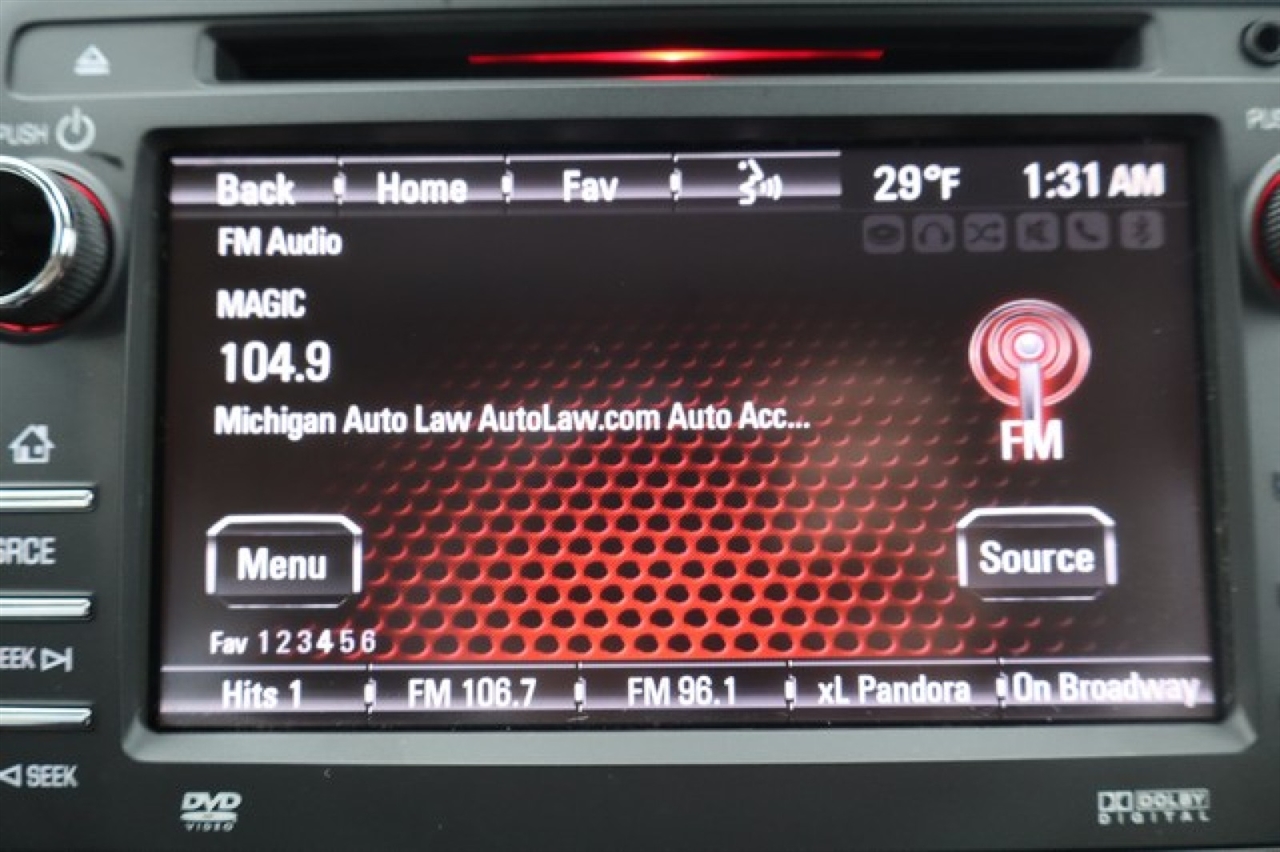 PUSH
Back Home Fav 29°F 1:31 AM
FM Audio
MAGIC
104.9
Michigan Auto Law AutoLaw.com Auto Acc...
FM
SRCE
Menu Source
Fav 1 2 3 4 5 6
SEEK
Hits 1 FM 106.7 FM 96.1 xL Pandora On Broadway
SEEK
DVD
VIDEO
DOLBY
DIGITAL